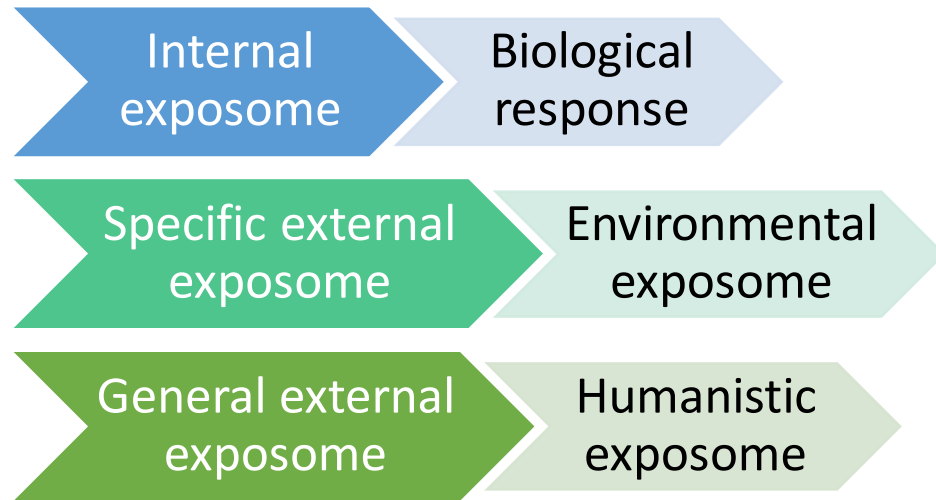 Internal
exposome
Biological
response
Specific external
exposome
Environmental
exposome
General external
exposome
Humanistic
exposome